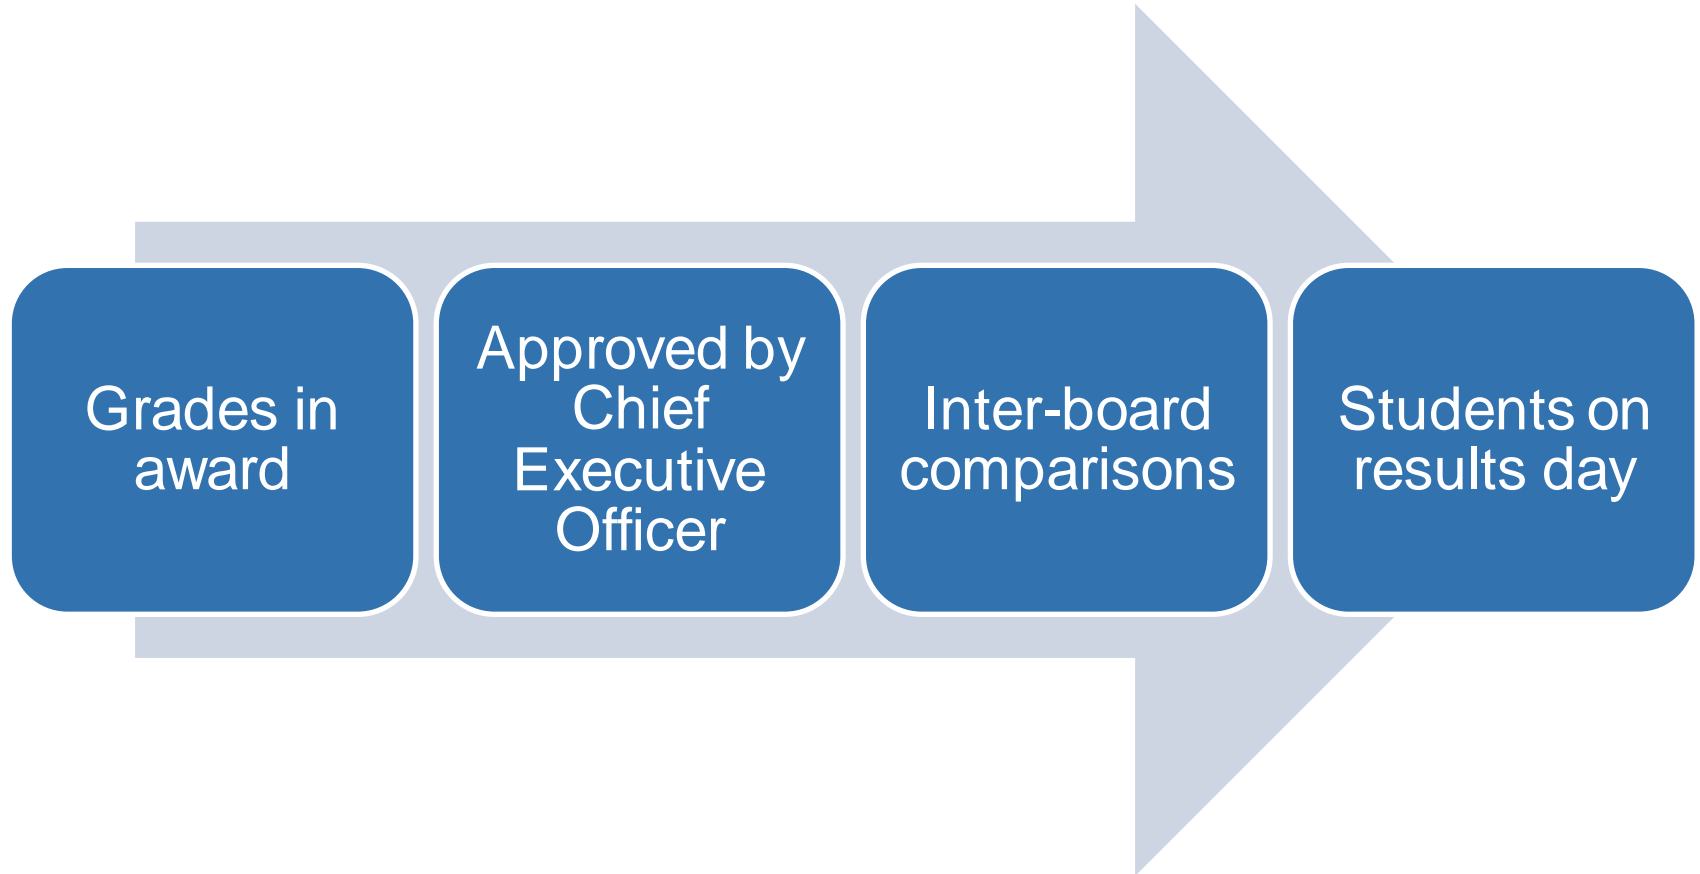 Grades in
award
Approved by
Chief
Executive
Officer
Inter-board
comparisons
Students on
results day